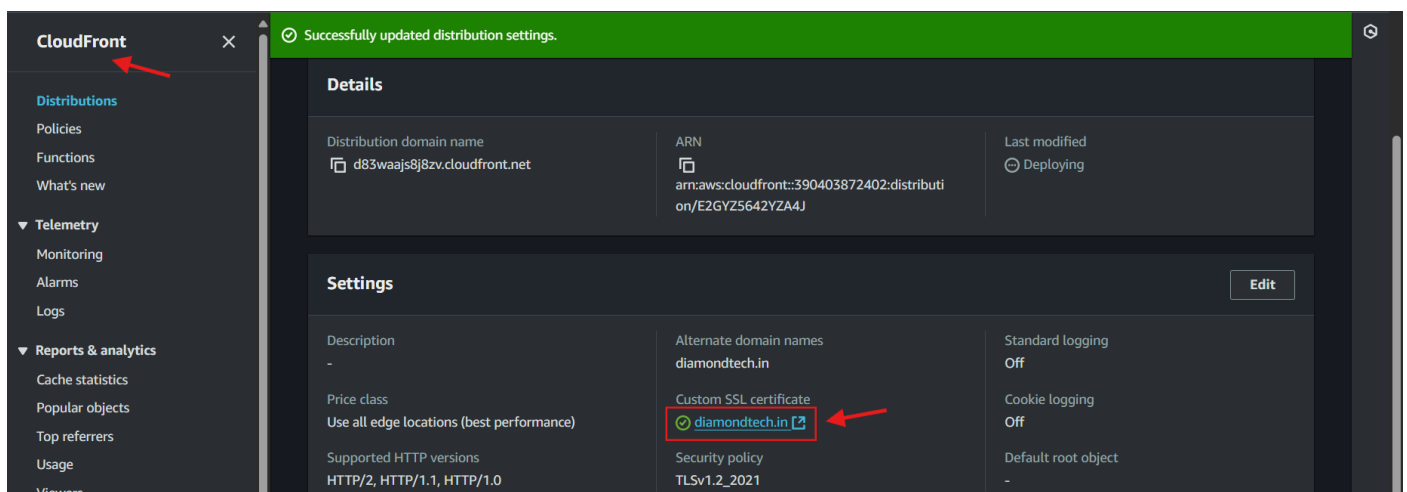 CloudFront
Successfully updated distribution settings.
Distributions
Policies
Functions
What's new
Telemetry
Monitoring
Alarms
Logs
Reports & analytics
Cache statistics
Popular objects
Top referrers
Usage
Viewers
Details
Distribution domain name
d83waajs8j8zv.cloudfront.net
ARN
arn:aws:cloudfront::390403872402:distributi
on/E2GYZ5642YZA4J
Last modified
Deploying
Settings
Edit
Description
-
Alternate domain names
diamondtech.in
Standard logging
Off
Price class
Use all edge locations (best performance)
Custom SSL certificate
diamondtech.in
Cookie logging
Off
Supported HTTP versions
HTTP/2, HTTP/1.1, HTTP/1.0
Security policy
TLSv1.2_2021
Default root object
-